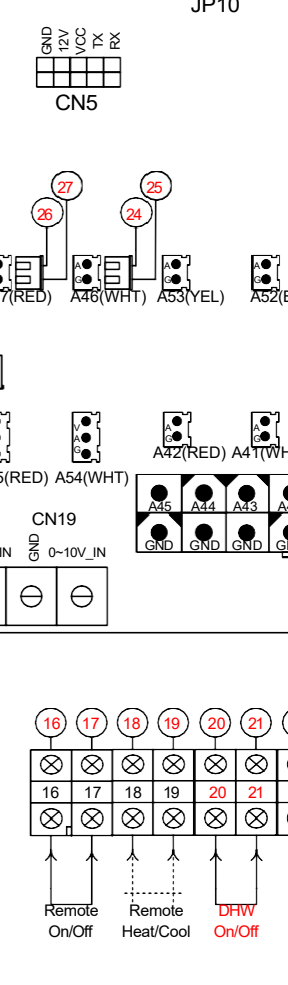 JP10
GND 12V VCC TX RX
CN5
27 25
26 24
A A A A
G G G G
7(RED) A46(WHT) A53(YEL) A52(
V
A A A
G G G
5(RED) A54(WHT) A42(RED) A41(WH
A45 A44 A43
GND GND GND
CN19
IN GND 0~10V_IN
16 17 18 19 20 21
16 17 18 19 20 21
Remote Remote DHW
On/Off Heat/Cool On/Off